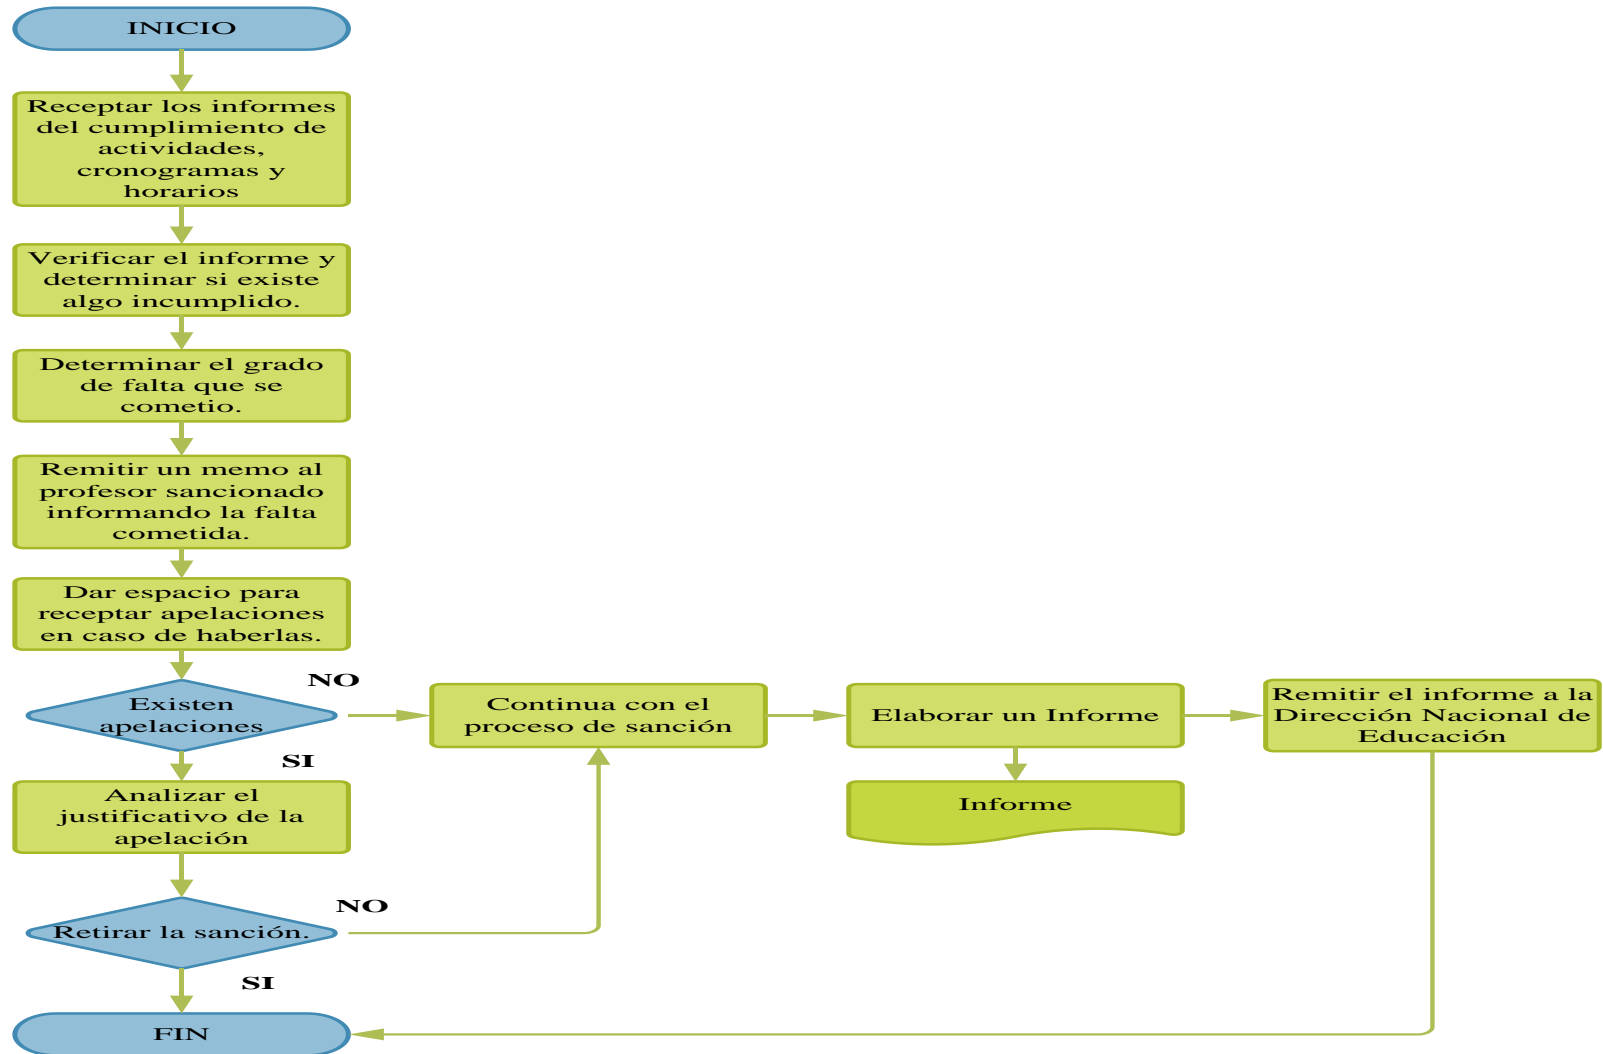 INICIO
Receptar los informes
del cumplimiento de
actividades,
cronogramas y
horarios
Verificar el informe y
determinar si existe
algo incumplido.
Determinar el grado
de falta que se
cometio.
Remitir un memo al
profesor sancionado
informando la falta
cometida.
Dar espacio para
receptar apelaciones
en caso de haberlas.
Existen
apelaciones
NO
Continua con el
proceso de sanción
Elaborar un Informe
Remitir el informe a la
Dirección Nacional de
Educación
Informe
SI
Analizar el
justificativo de la
apelación
Retirar la sanción.
NO
SI
FIN